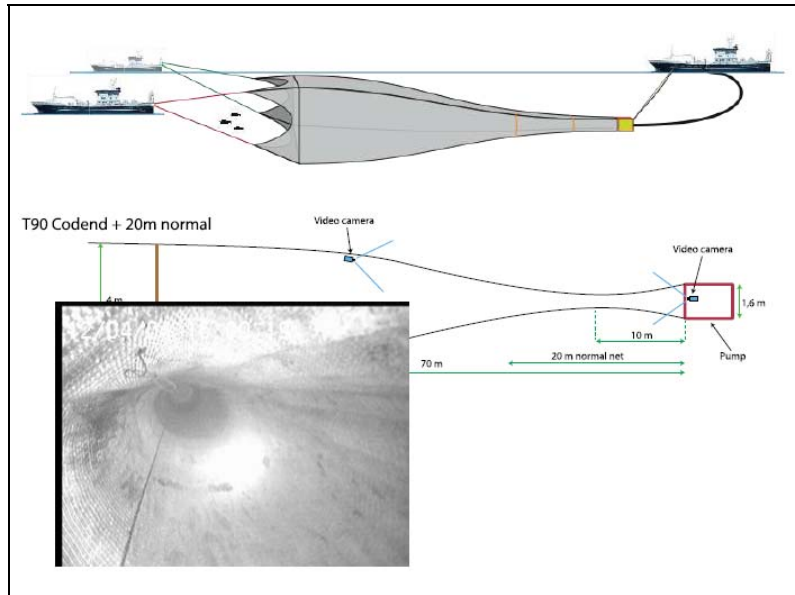 T90 Codend + 20m normal
Video camera
Video camera
4 m
1,6 m
10 m
20 m normal net
Pump
70 m